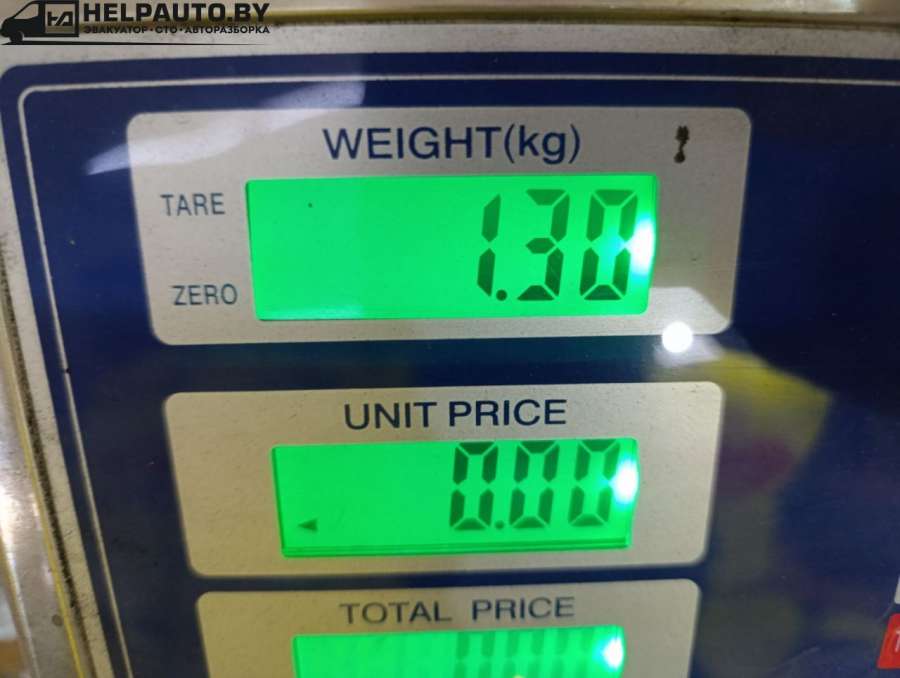 HELPAUTO.BY
ЭВАКУАТОР • СТО • АВТОРАЗБОРКА
WEIGHT(kg)
TARE
1.30
ZERO
UNIT PRICE
0.00
TOTAL PRICE